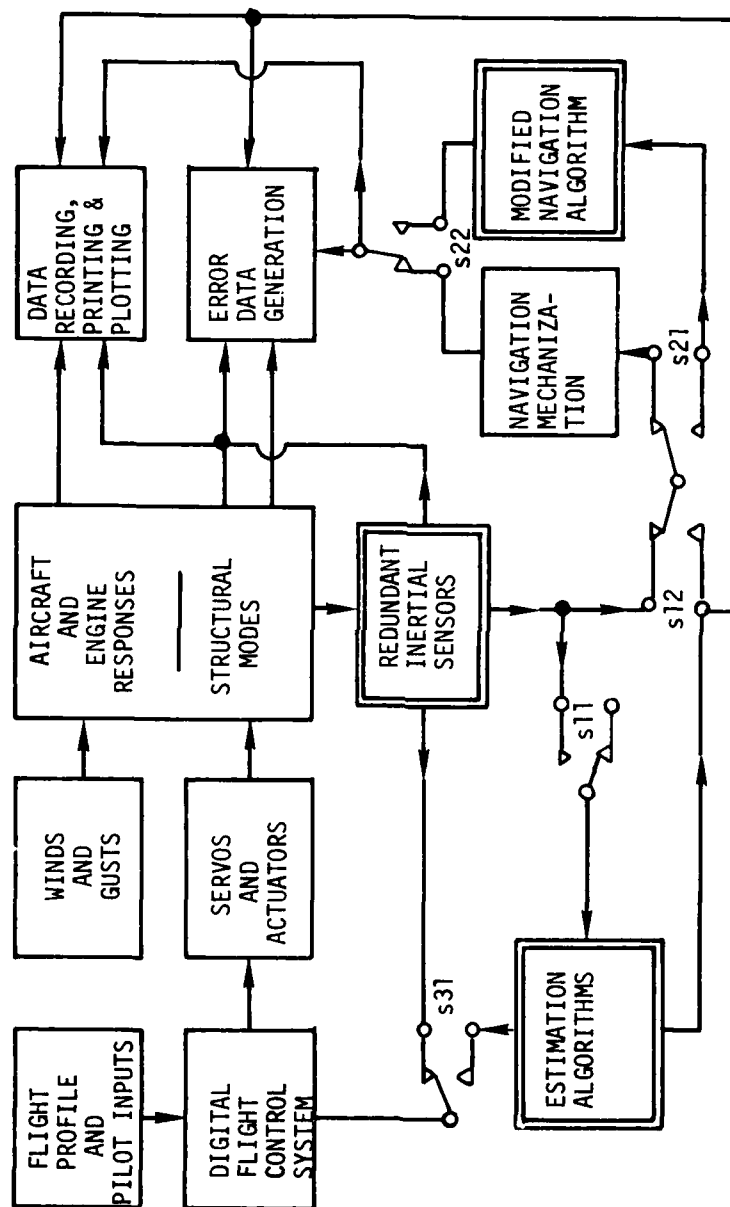 FLIGHT
PROFILE
AND
PILOT INPUTS
WINDS
AND
GUSTS
AIRCRAFT
AND
ENGINE
RESPONSES
STRUCTURAL
MODES
DATA
RECORDING,
PRINTING &
PLOTTING
DIGITAL
FLIGHT
CONTROL
SYSTEM
SERVOS
AND
ACTUATORS
ERROR
DATA
GENERATION
REDUNDANT
INERTIAL
SENSORS
s31
s11
s12
s22
s21
NAVIGATION
MECHANIZA-
TION
MODIFIED
NAVIGATION
ALGORITHM
ESTIMATION
ALGORITHMS